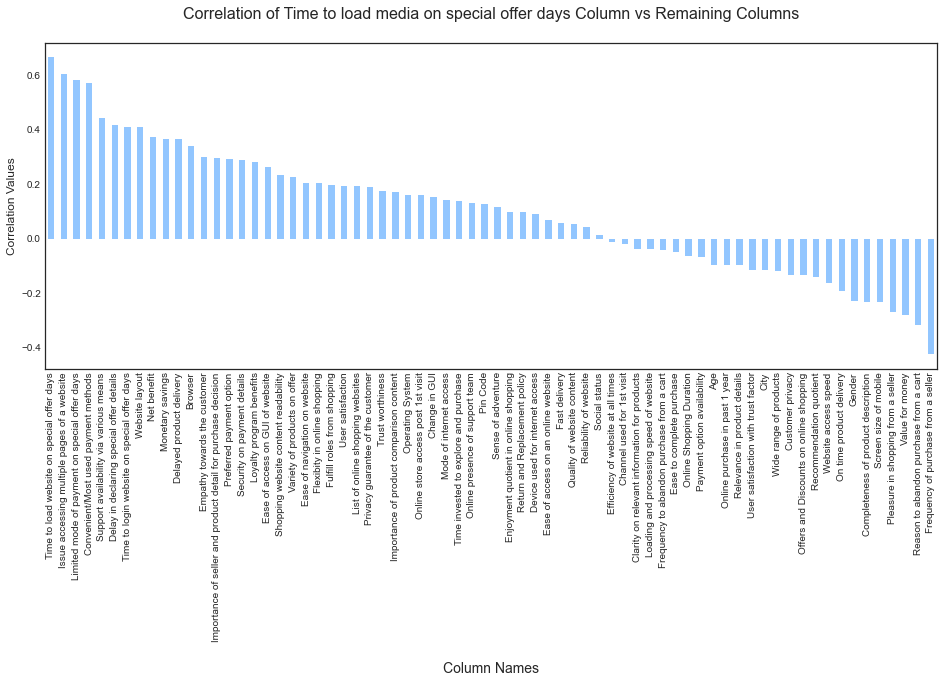 Correlation of Time to load media on special offer days Column vs Remaining Columns
Correlation Values
0.6
0.4
0.2
0.0
−0.2
−0.4
Time to load website on special offer days
Issue accessing multiple pages of a website
Limited mode of payment on special offer days
Convenient/Most used payment methods
Support availability via various means
Delay in declaring special offer details
Time to login website on special offer days
Website layout
Net benefit
Monetary savings
Delayed product delivery
Browser
Empathy towards the customer
Importance of seller and product detail for purchase decision
Preferred payment option
Security on payment details
Loyalty program benefits
Ease of access on GUI of website
Shopping website content readability
Variety of products on offer
Ease of navigation on website
Flexibity in online shopping
Fulfill roles from shopping
User satisfaction
List of online shopping websites
Privacy guarantee of the customer
Trust worthiness
Importance of product comparison content
Operating System
Online store access post 1st visit
Change in GUI
Mode of internet access
Time invested to explore and purchase
Online presence of support team
Pin Code
Sense of adventure
Enjoyment quotient in online shopping
Return and Replacement policy
Device used for internet access
Ease of access on an online website
Fast delivery
Quality of website content
Reliability of website
Social status
Efficiency of website at all times
Channel used for 1st visit
Clarity on relevant information for products
Loading and processing speed of website
Frequency to abandon purchase from a cart
Ease to complete purchase
Online Shopping Duration
Payment option availability
Age
Online purchase in past 1 year
Relevance in product details
User satisfaction with trust factor
City
Wide range of products
Customer privacy
Offers and Discounts on online shopping
Recommendation quotient
Website access speed
On time product delivery
Gender
Completeness of product description
Screen size of mobile
Pleasure in shopping from a seller
Value for money
Reason to abandon purchase from a cart
Frequency of purchase from a seller
Column Names